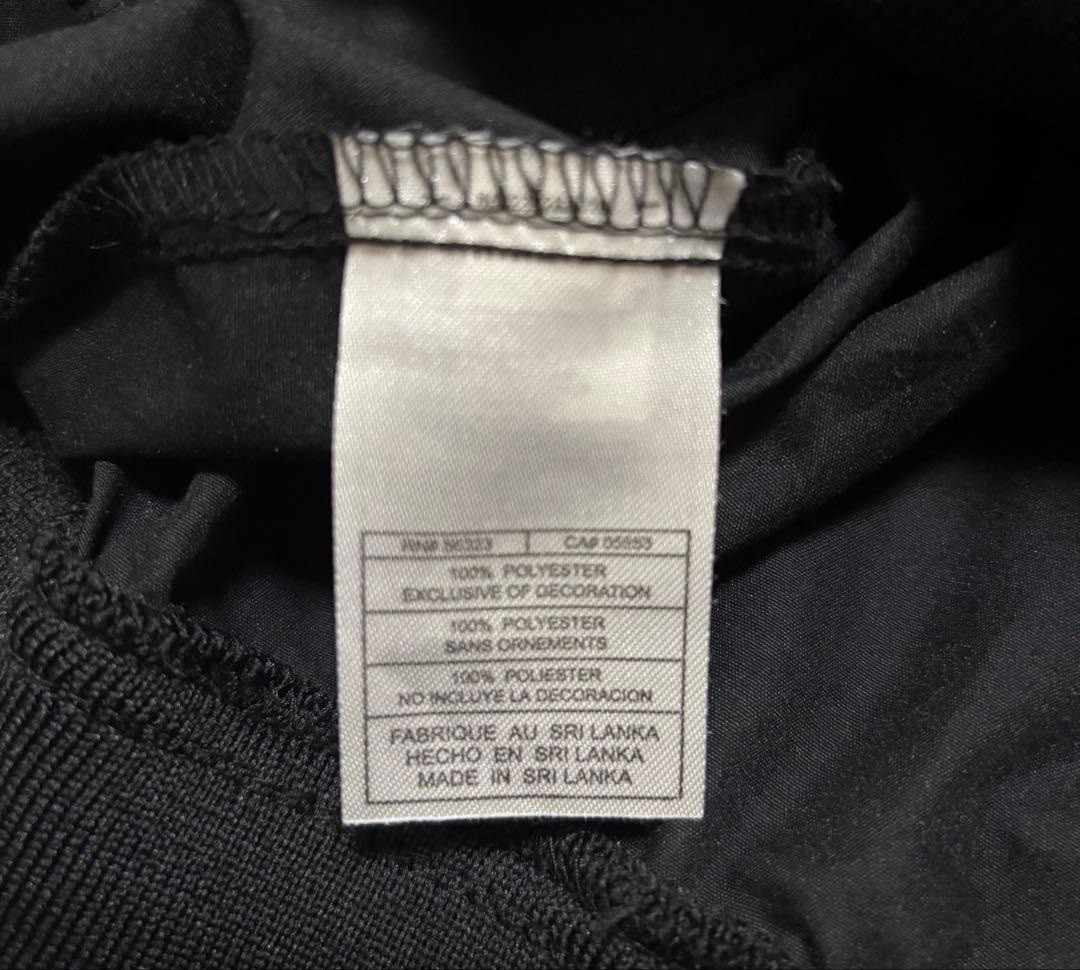 RN# 56323 CA# 05553
100% POLYESTER
EXCLUSIVE OF DECORATION
100% POLYESTER
SANS ORNEMENTS
100% POLIESTER
NO INCLUYE LA DECORACION
FABRIQUE AU SRI LANKA
HECHO EN SRI LANKA
MADE IN SRI LANKA